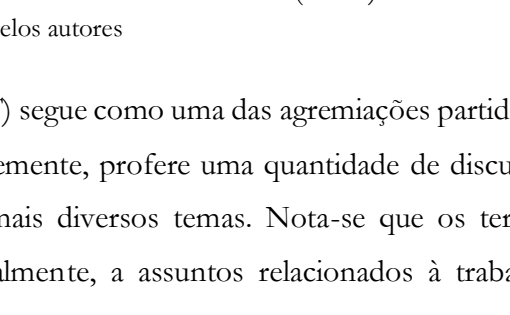 elos autores
) segue como uma das agremiações partid
emente, profere uma quantidade de discu
nais diversos temas. Nota-se que os ter
almente, a assuntos relacionados à traba